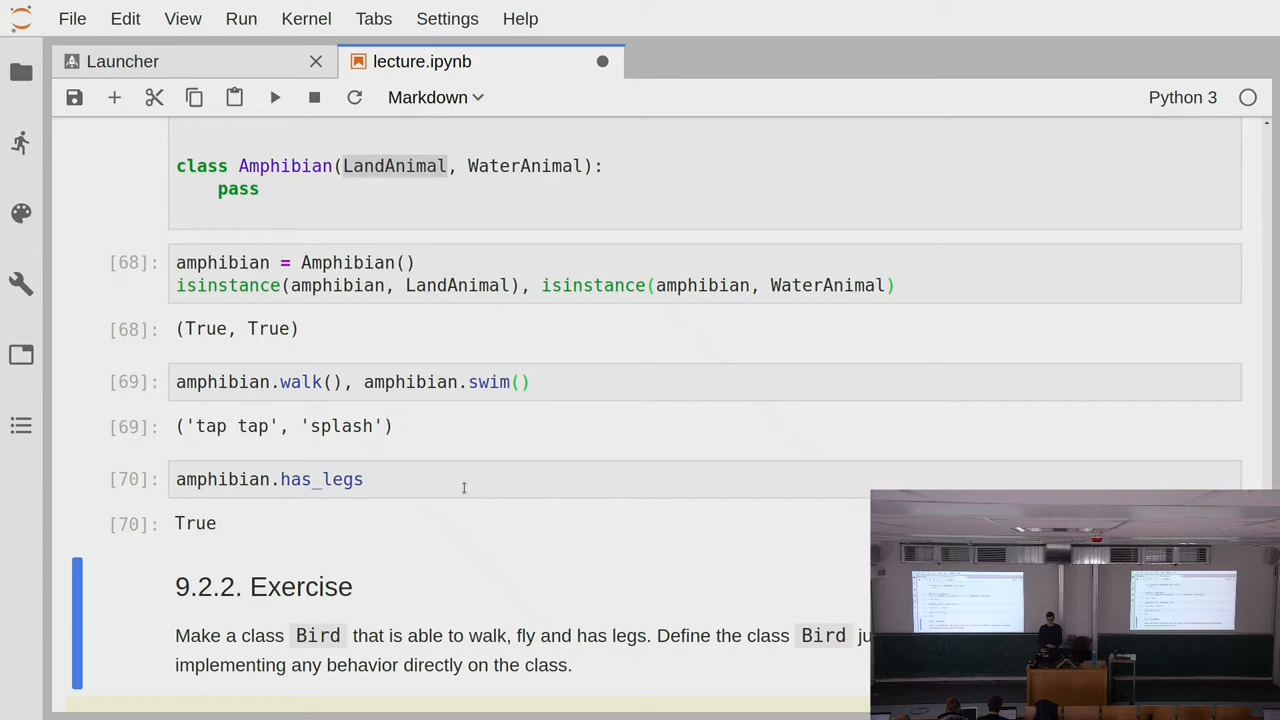 File Edit View Run Kernel Tabs Settings Help
Launcher
lecture.ipynb
Markdown
Python 3
class Amphibian(LandAnimal, WaterAnimal):
pass
[68]: amphibian = Amphibian()
isinstance(amphibian, LandAnimal), isinstance(amphibian, WaterAnimal)
[68]: (True, True)
[69]: amphibian.walk(), amphibian.swim()
[69]: ('tap tap', 'splash')
[70]: amphibian.has_legs
[70]: True
9.2.2. Exercise
Make a class Bird that is able to walk, fly and has legs. Define the class Bird ju
implementing any behavior directly on the class.